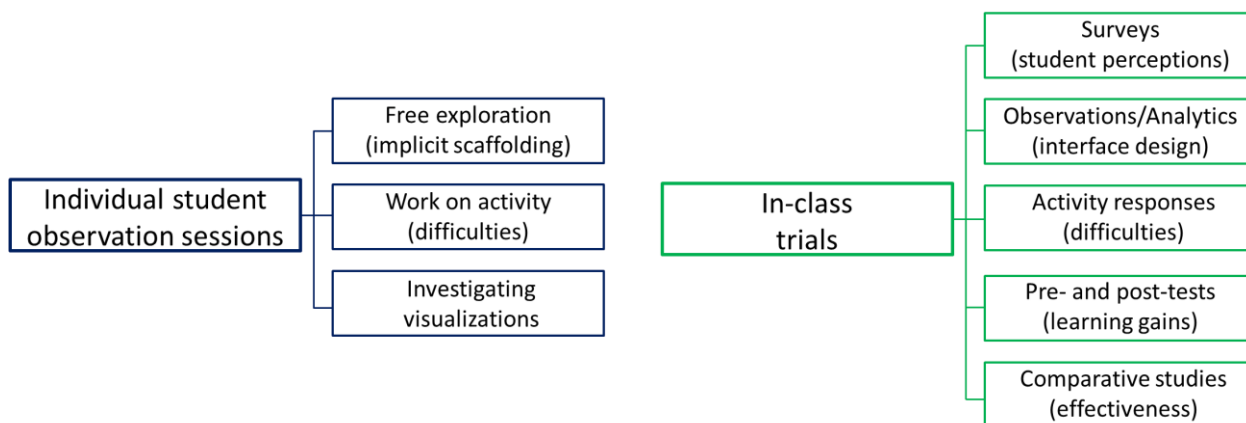 Individual student
observation sessions
Free exploration
(implicit scaffolding)
Work on activity
(difficulties)
Investigating
visualizations
In-class
trials
Surveys
(student perceptions)
Observations/Analytics
(interface design)
Activity responses
(difficulties)
Pre- and post-tests
(learning gains)
Comparative studies
(effectiveness)